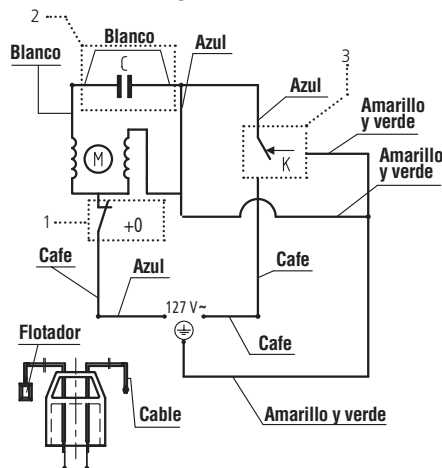 2
Blanco
Azul
3
Blanco
C
Azul
Amarillo
y verde
M
K
Amarillo
y verde
1
+0
Cafe
Azul
127 V~
Cafe
Cafe
Flotador
Cable
Amarillo y verde